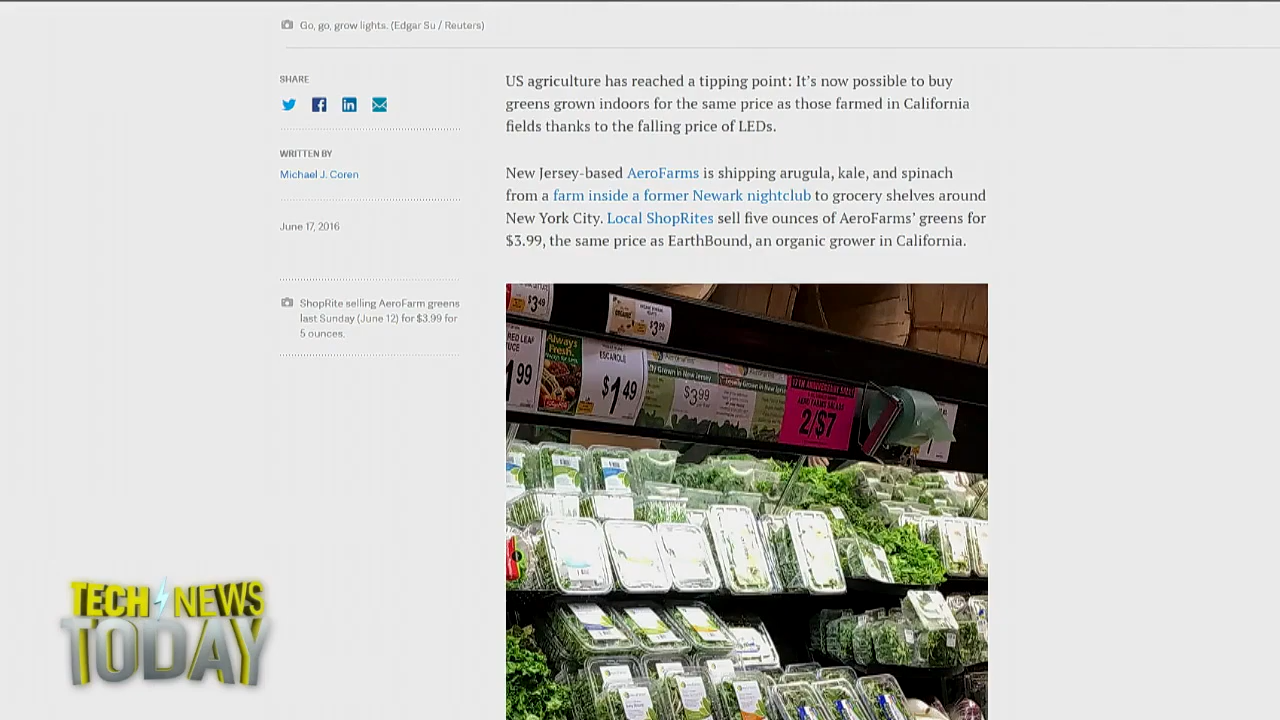 Go, go, grow lights. (Edgar Su / Reuters)
SHARE
WRITTEN BY
Michael J. Coren
June 17, 2016
ShopRite selling AeroFarm greens
last Sunday (June 12) for $3.99 for
5 ounces.
US agriculture has reached a tipping point: It’s now possible to buy
greens grown indoors for the same price as those farmed in California
fields thanks to the falling price of LEDs.
New Jersey-based AeroFarms is shipping arugula, kale, and spinach
from a farm inside a former Newark nightclub to grocery shelves around
New York City. Local ShopRites sell five ounces of AeroFarms’ greens for
$3.99, the same price as EarthBound, an organic grower in California.
$3.49
$3.99
RED LEAF
Always
Fresh.
ESCAROLE
$1.49
$3.99
2/$7
TECH NEWS
TODAY